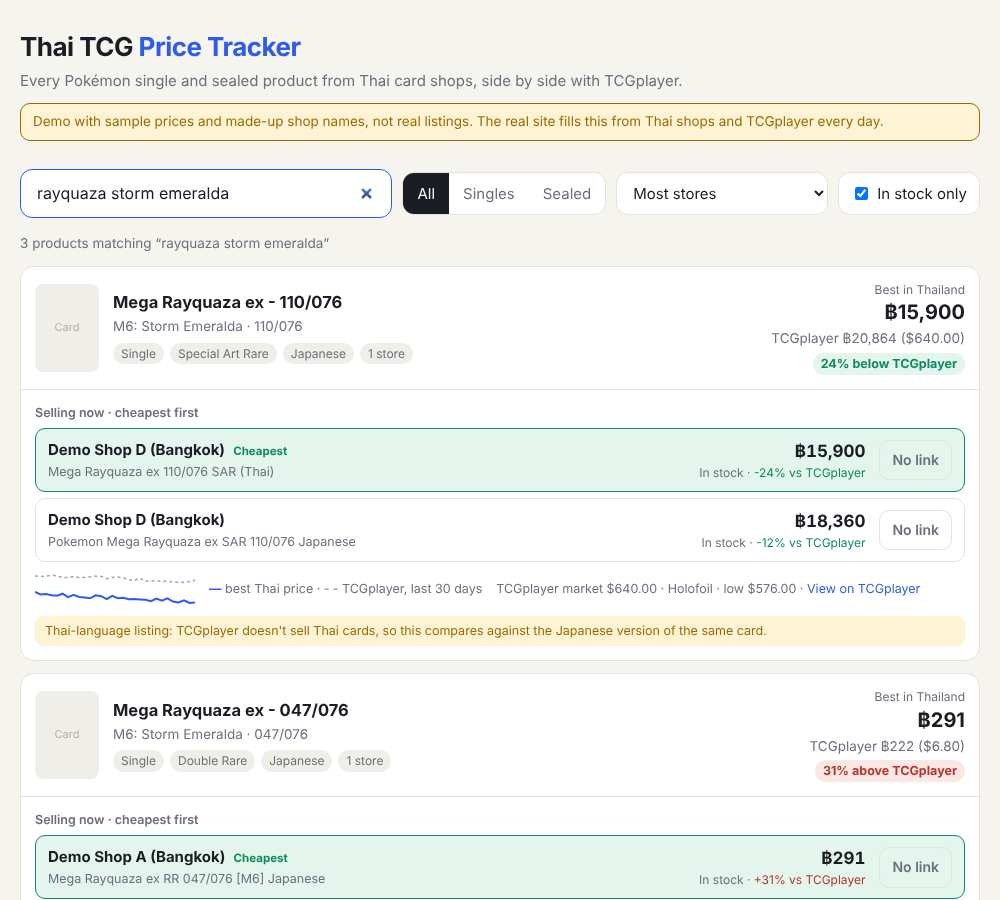 Thai TCG Price Tracker
Every Pokémon single and sealed product from Thai card shops, side by side with TCGplayer.
Demo with sample prices and made-up shop names, not real listings. The real site fills this from Thai shops and TCGplayer every day.
rayquaza storm emeralda ×
All Singles Sealed
Most stores
In stock only
3 products matching “rayquaza storm emeralda”
Card
Mega Rayquaza ex - 110/076
M6: Storm Emeralda · 110/076
Single Special Art Rare Japanese 1 store
Best in Thailand
฿15,900
TCGplayer ฿20,864 ($640.00)
24% below TCGplayer
Selling now · cheapest first
Demo Shop D (Bangkok) Cheapest
Mega Rayquaza ex 110/076 SAR (Thai)
฿15,900
In stock · -24% vs TCGplayer
No link
Demo Shop D (Bangkok)
Pokemon Mega Rayquaza ex SAR 110/076 Japanese
฿18,360
In stock · -12% vs TCGplayer
No link
— best Thai price · - - TCGplayer, last 30 days TCGplayer market $640.00 · Holofoil · low $576.00 · View on TCGplayer
Thai-language listing: TCGplayer doesn't sell Thai cards, so this compares against the Japanese version of the same card.
Card
Mega Rayquaza ex - 047/076
M6: Storm Emeralda · 047/076
Single Double Rare Japanese 1 store
Best in Thailand
฿291
TCGplayer ฿222 ($6.80)
31% above TCGplayer
Selling now · cheapest first
Demo Shop A (Bangkok) Cheapest
Mega Rayquaza ex RR 047/076 [M6] Japanese
฿291
In stock · +31% vs TCGplayer
No link